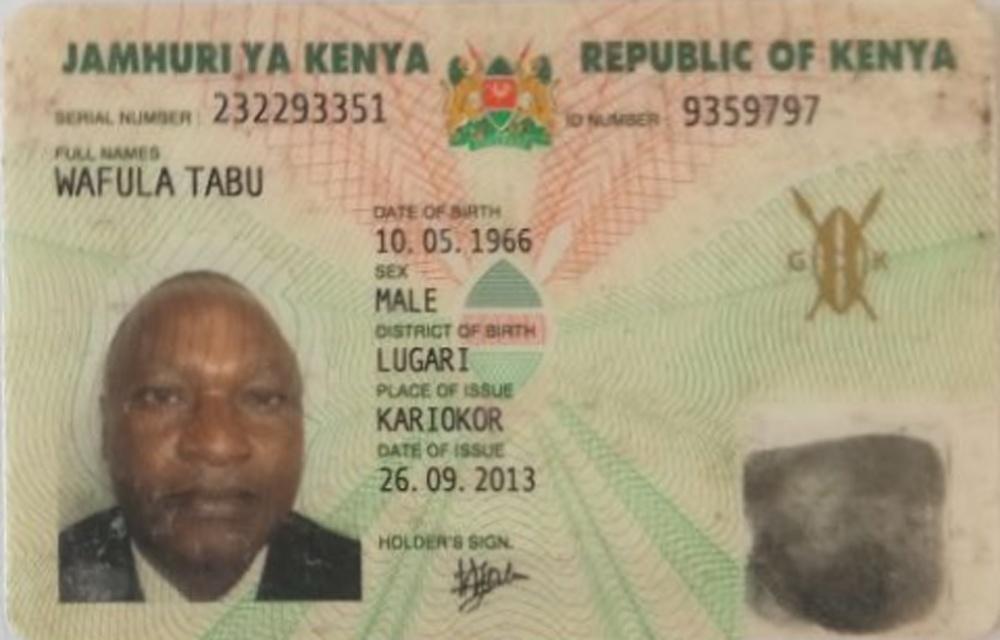 JAMHURI YA KENYA REPUBLIC OF KENYA
SERIAL NUMBER : 232293351 ID NUMBER : 9359797
FULL NAMES
WAFULA TABU
DATE OF BIRTH
10. 05. 1966
SEX
MALE
G K
DISTRICT OF BIRTH
LUGARI
PLACE OF ISSUE
KARIOKOR
DATE OF ISSUE
26. 09. 2013
HOLDER'S SIGN.